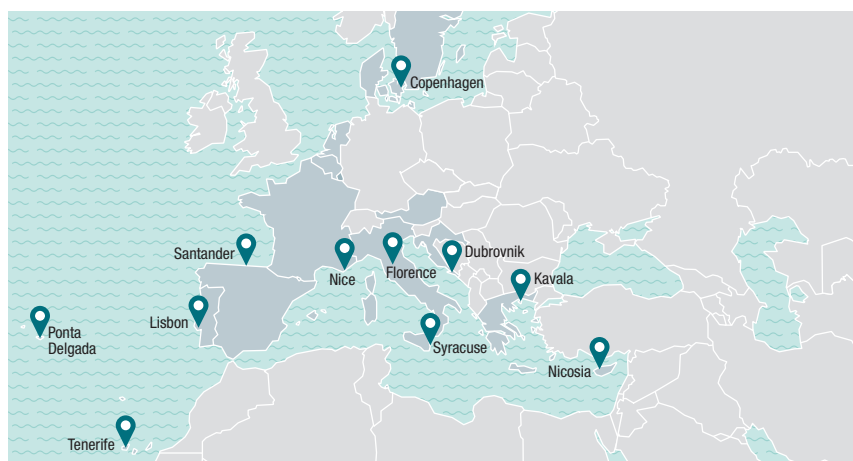 Copenhagen
Santander
Dubrovnik
Florence
Nice
Kavala
Lisbon
Ponta
Delgada
Syracuse
Nicosia
Tenerife